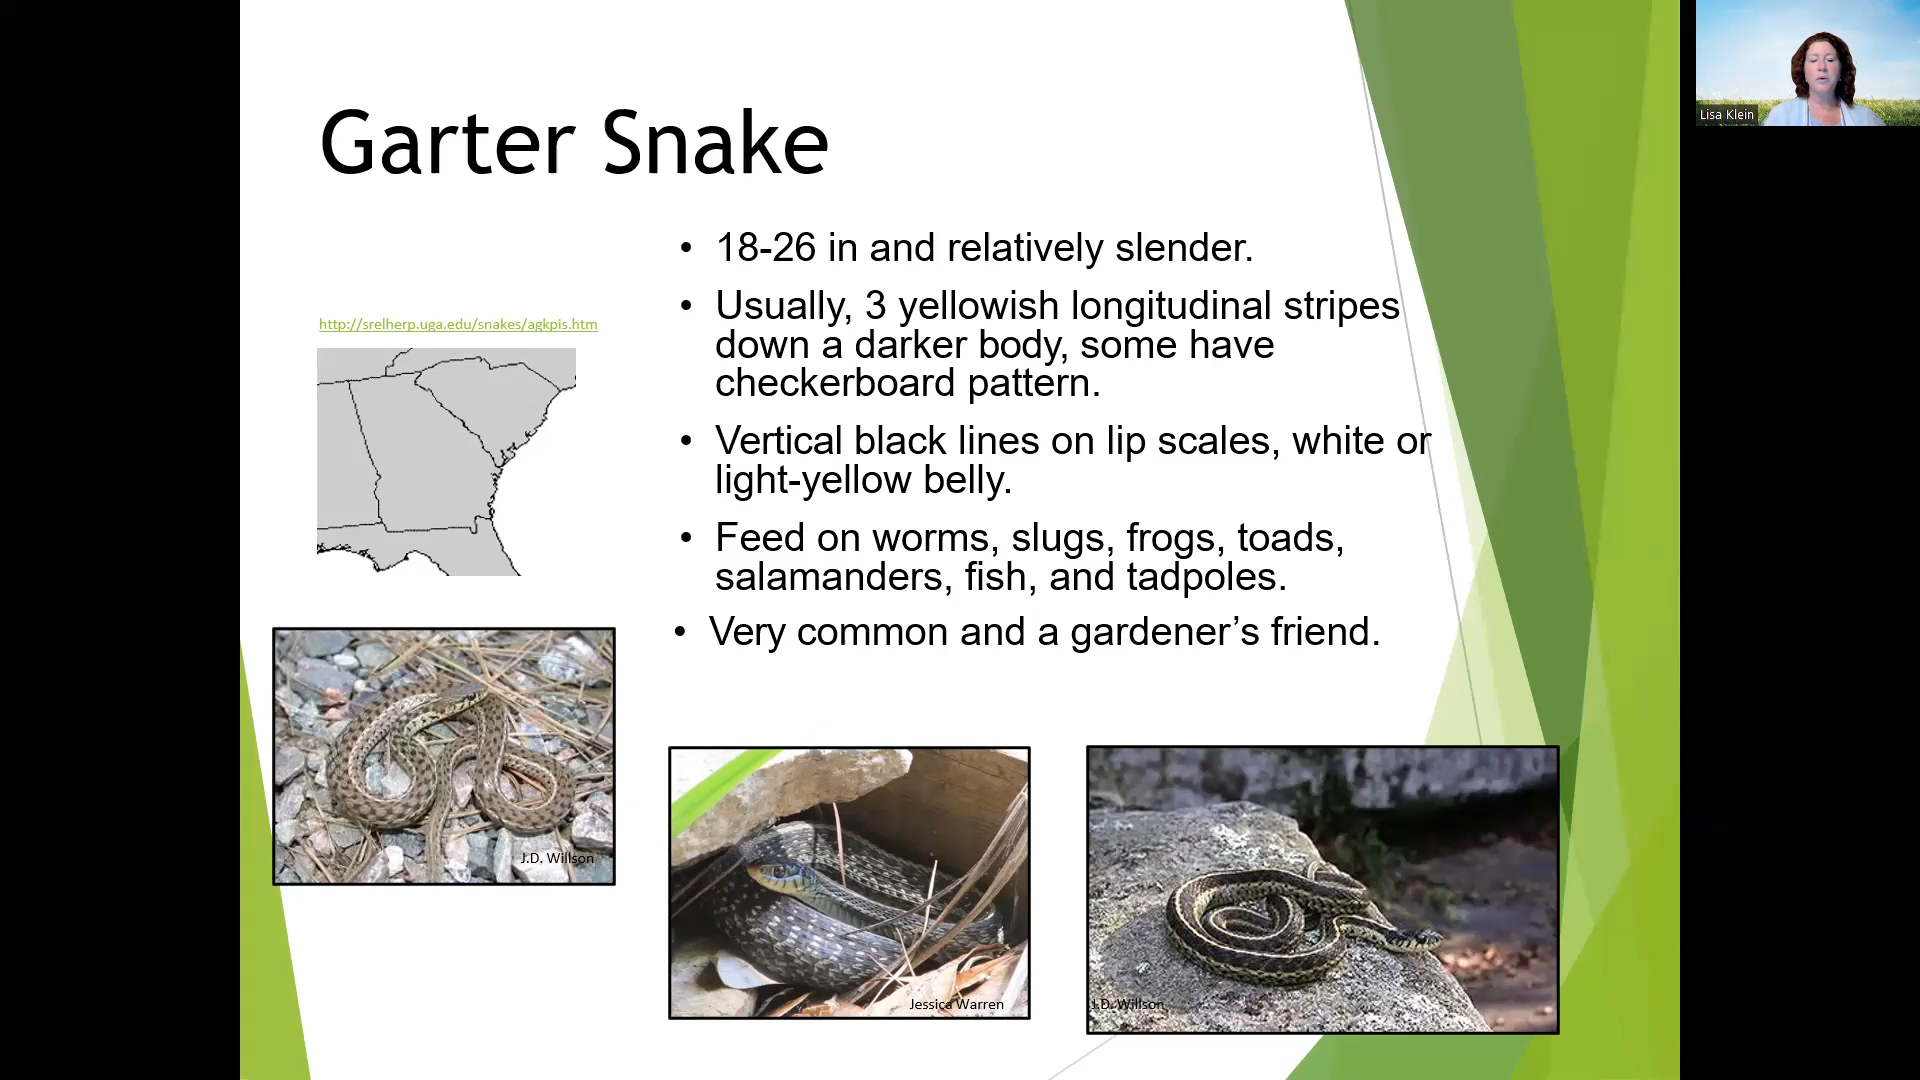 Garter Snake
http://srelherp.uga.edu/snakes/agkpis.htm
• 18-26 in and relatively slender.
• Usually, 3 yellowish longitudinal stripes
down a darker body, some have
checkerboard pattern.
• Vertical black lines on lip scales, white or
light-yellow belly.
• Feed on worms, slugs, frogs, toads,
salamanders, fish, and tadpoles.
• Very common and a gardener’s friend.
J.D. Willson
Jessica Warren
J.D. Willson
Lisa Klein